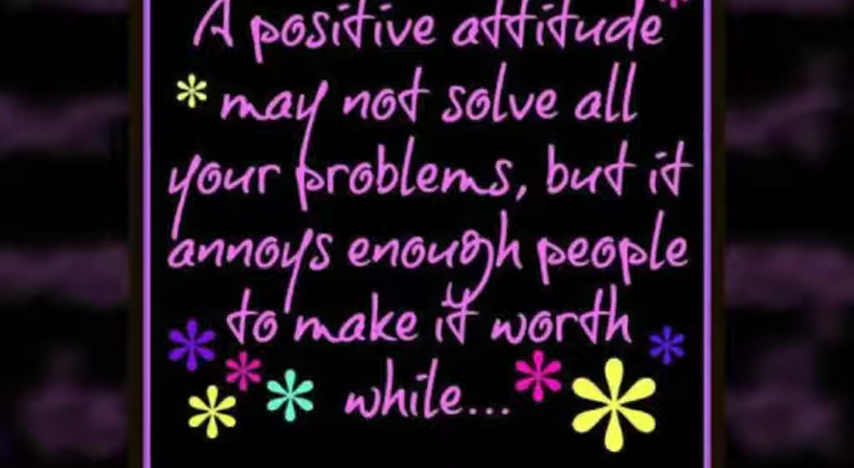 A positive attitude
may not solve all
your problems, but it
annoys enough people
to make it worth
while...